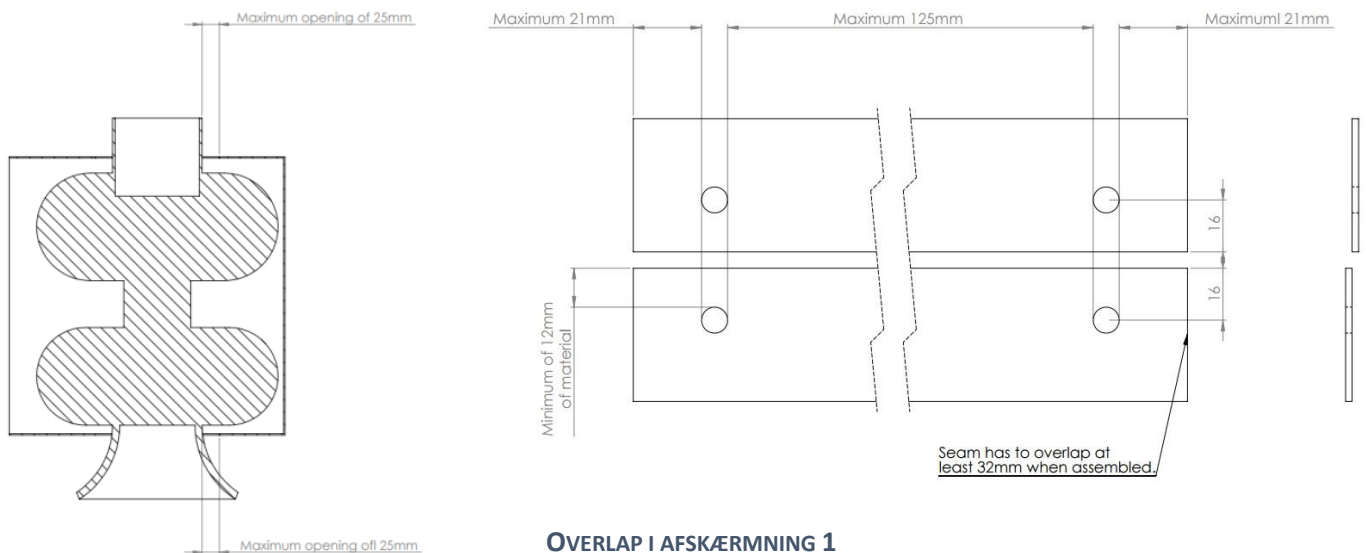 Maximum opening of 25mm
Maximum 21mm
Maximum 125mm
Maximuml 21mm
16
16
Minimum of 12mm
of material
Seam has to overlap at
least 32mm when assembled.
Maximum opening ofl 25mm
OVERLAP I AFSKÆRMNING 1